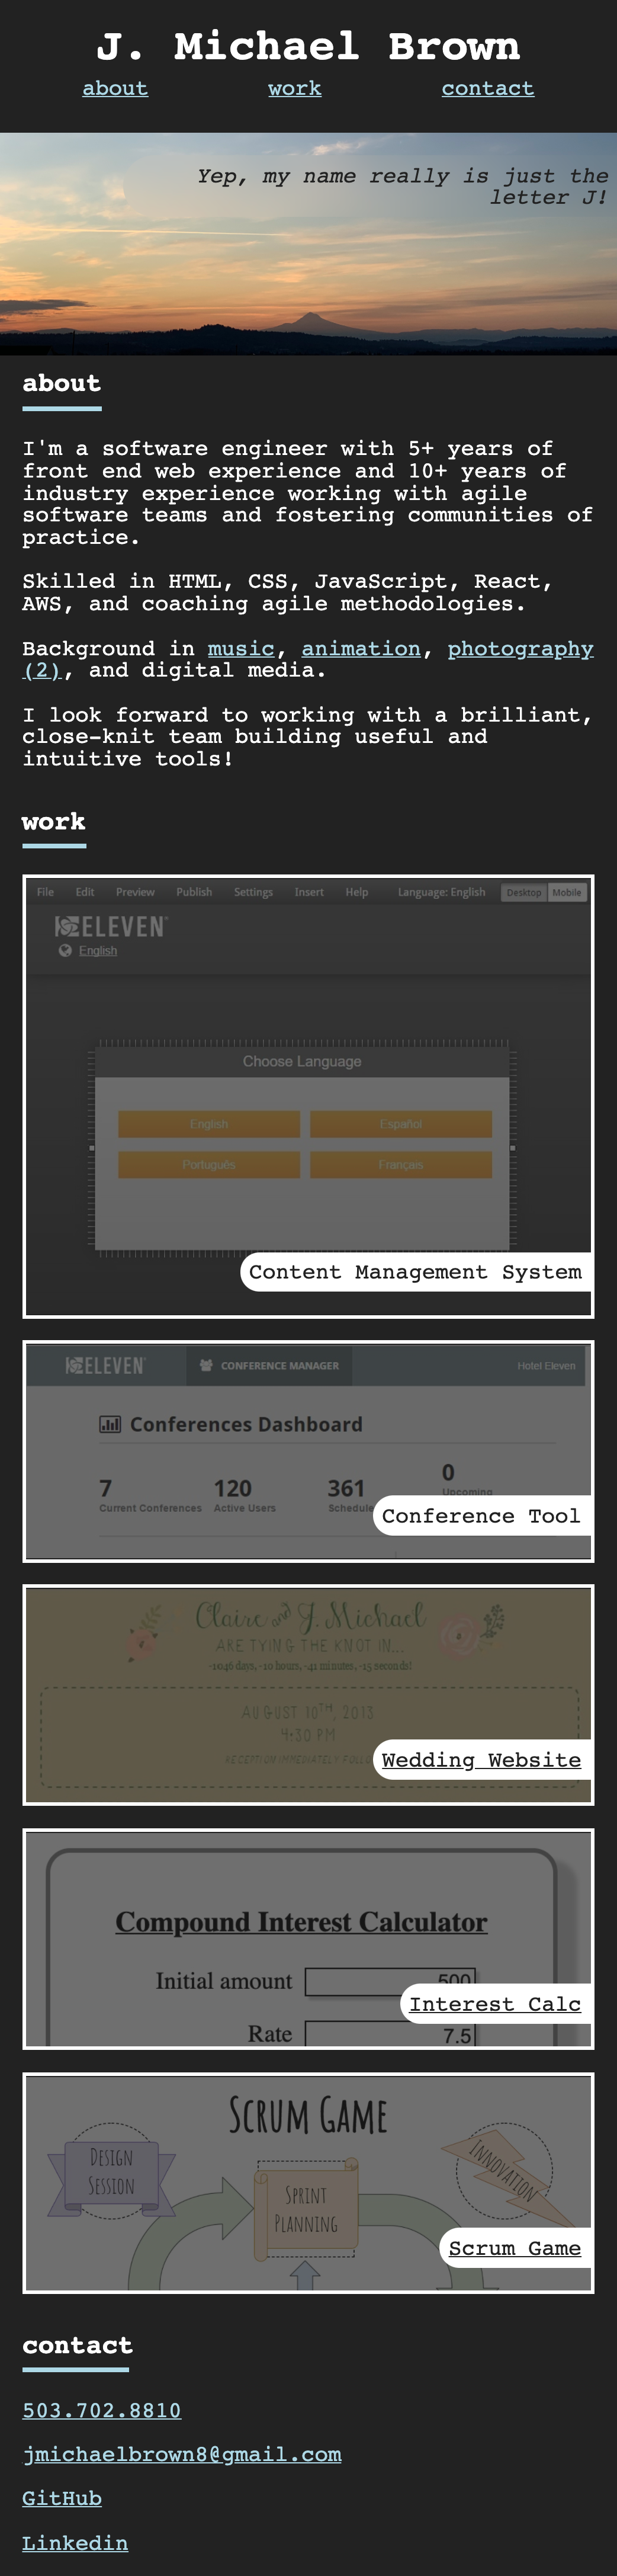 J. Michael Brown
about work contact
Yep, my name really is just the
letter J!
about
I'm a software engineer with 5+ years of
front end web experience and 10+ years of
industry experience working with agile
software teams and fostering communities of
practice.
Skilled in HTML, CSS, JavaScript, React,
AWS, and coaching agile methodologies.
Background in music, animation, photography
(2), and digital media.
I look forward to working with a brilliant,
close-knit team building useful and
intuitive tools!
work
File Edit Preview Publish Settings Insert Help Language: English Desktop Mobile
ELEVEN
English
Choose Language
English Español
Português Français
Content Management System
ELEVEN CONFERENCE MANAGER Hotel Eleven
Conferences Dashboard
7 120 361 0
Current Conferences Active Users Upcoming
Conference Tool
Claire and J. Michael
ARE TYING THE KNOT IN...
-1046 days, -10 hours, -41 minutes, -15 seconds!
AUGUST 10TH, 2013
4:30 PM
RECEPTION IMMEDIATELY
Wedding Website
Compound Interest Calculator
Initial amount 500
Interest Calc
Rate 7.5
SCRUM GAME
DESIGN
SESSION
SPRINT
PLANNING
INNOVATION
Scrum Game
contact
503.702.8810
jmichaelbrown8@gmail.com
GitHub
Linkedin